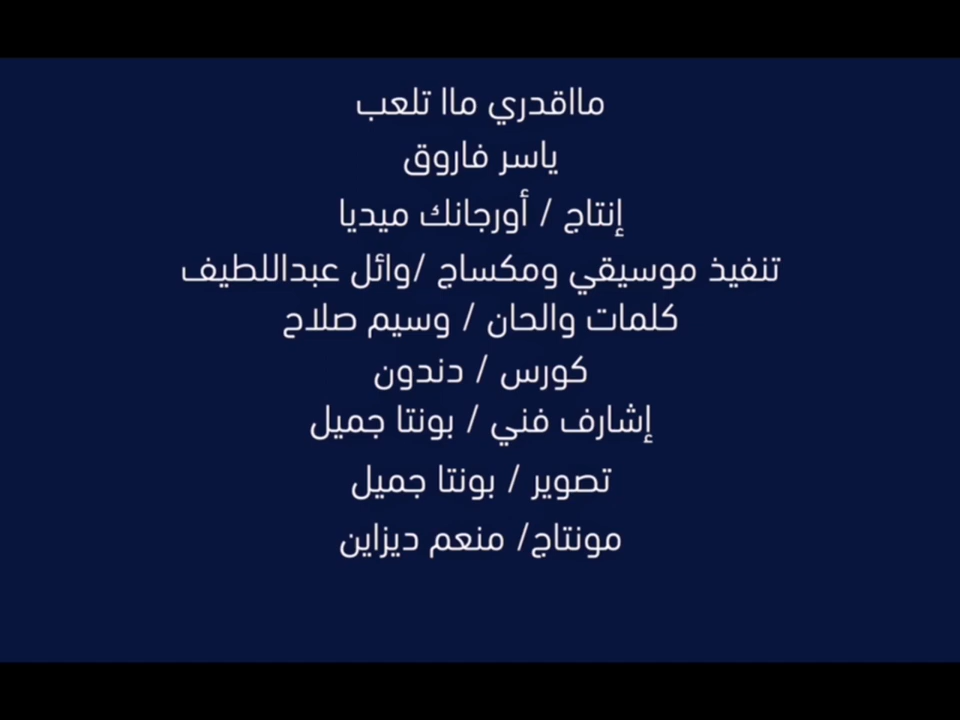 مااقدري ماا تلعب
ياسر فاروق
إنتاج / أورجانك ميديا
تنفيذ موسيقي ومكساج /وائل عبداللطيف
كلمات والحان / وسيم صلاح
كورس / دندون
إشارف فني / بونتا جميل
تصوير / بونتا جميل
مونتاج/ منعم ديزاين